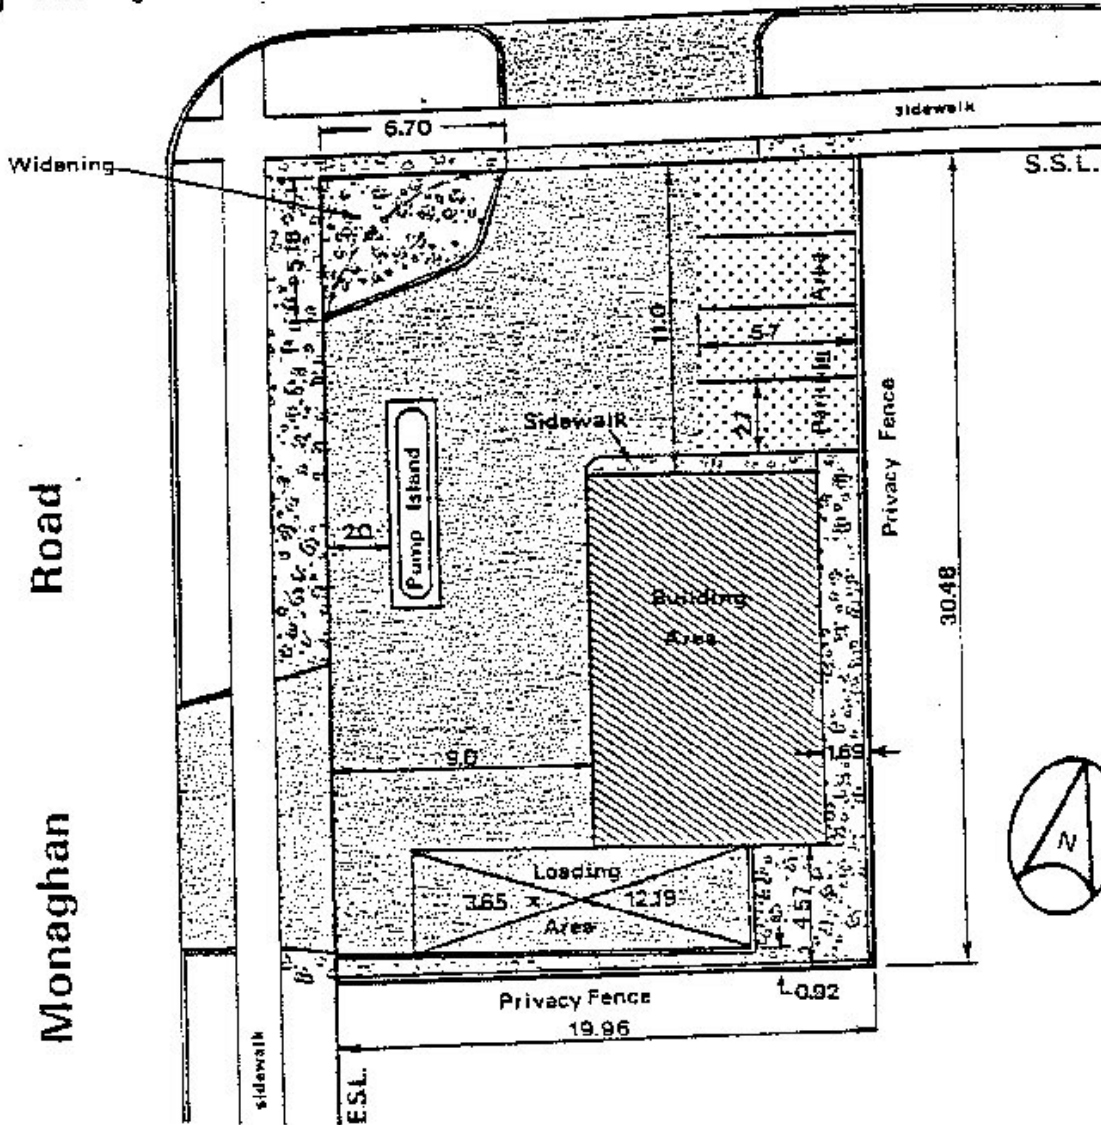 6.70
sidewalk
Widening
S.S.L.
5.18
11.0
Parking Area
5.7
2.7
Sidewalk
Privacy Fence
Pump Island
2.0
Road
Building
Area
30.48
9.0
1.69
N
Loading
3.65 x 12.19
Area
4.57
Monaghan
0.92
Privacy Fence
19.96
sidewalk
E.S.L.